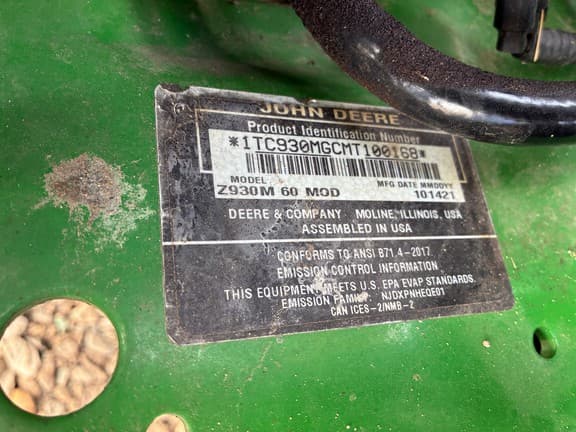 JOHN DEERE
Product Identification Number
*1TC930MGCMT100168*
MODEL MFG DATE MMDDYY
Z930M 60 MOD 101421
DEERE & COMPANY MOLINE, ILLINOIS, USA
ASSEMBLED IN USA
CONFORMS TO ANSI B71.4-2017
EMISSION CONTROL INFORMATION
THIS EQUIPMENT MEETS U.S. EPA EVAP STANDARDS.
EMISSION FAMILY NJDXPNHEQE01
CAN ICES-2/NMB-2